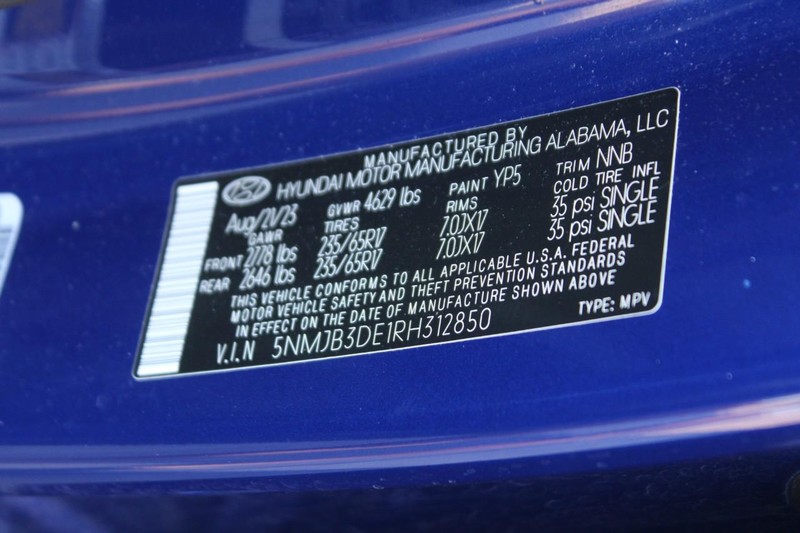 MANUFACTURED BY
HYUNDAI MOTOR MANUFACTURING ALABAMA, LLC
Aug/21/23 GVWR 4629 lbs PAINT YP5 TRIM NNB
GAWR TIRES RIMS COLD TIRE INFL
FRONT 2778 lbs 235/65R17 7.0JX17 35 psi SINGLE
REAR 2646 lbs 235/65R17 7.0JX17 35 psi SINGLE
THIS VEHICLE CONFORMS TO ALL APPLICABLE U.S.A. FEDERAL
MOTOR VEHICLE SAFETY AND THEFT PREVENTION STANDARDS
IN EFFECT ON THE DATE OF MANUFACTURE SHOWN ABOVE
V.I.N 5NMJB3DE1RH312850 TYPE: MPV